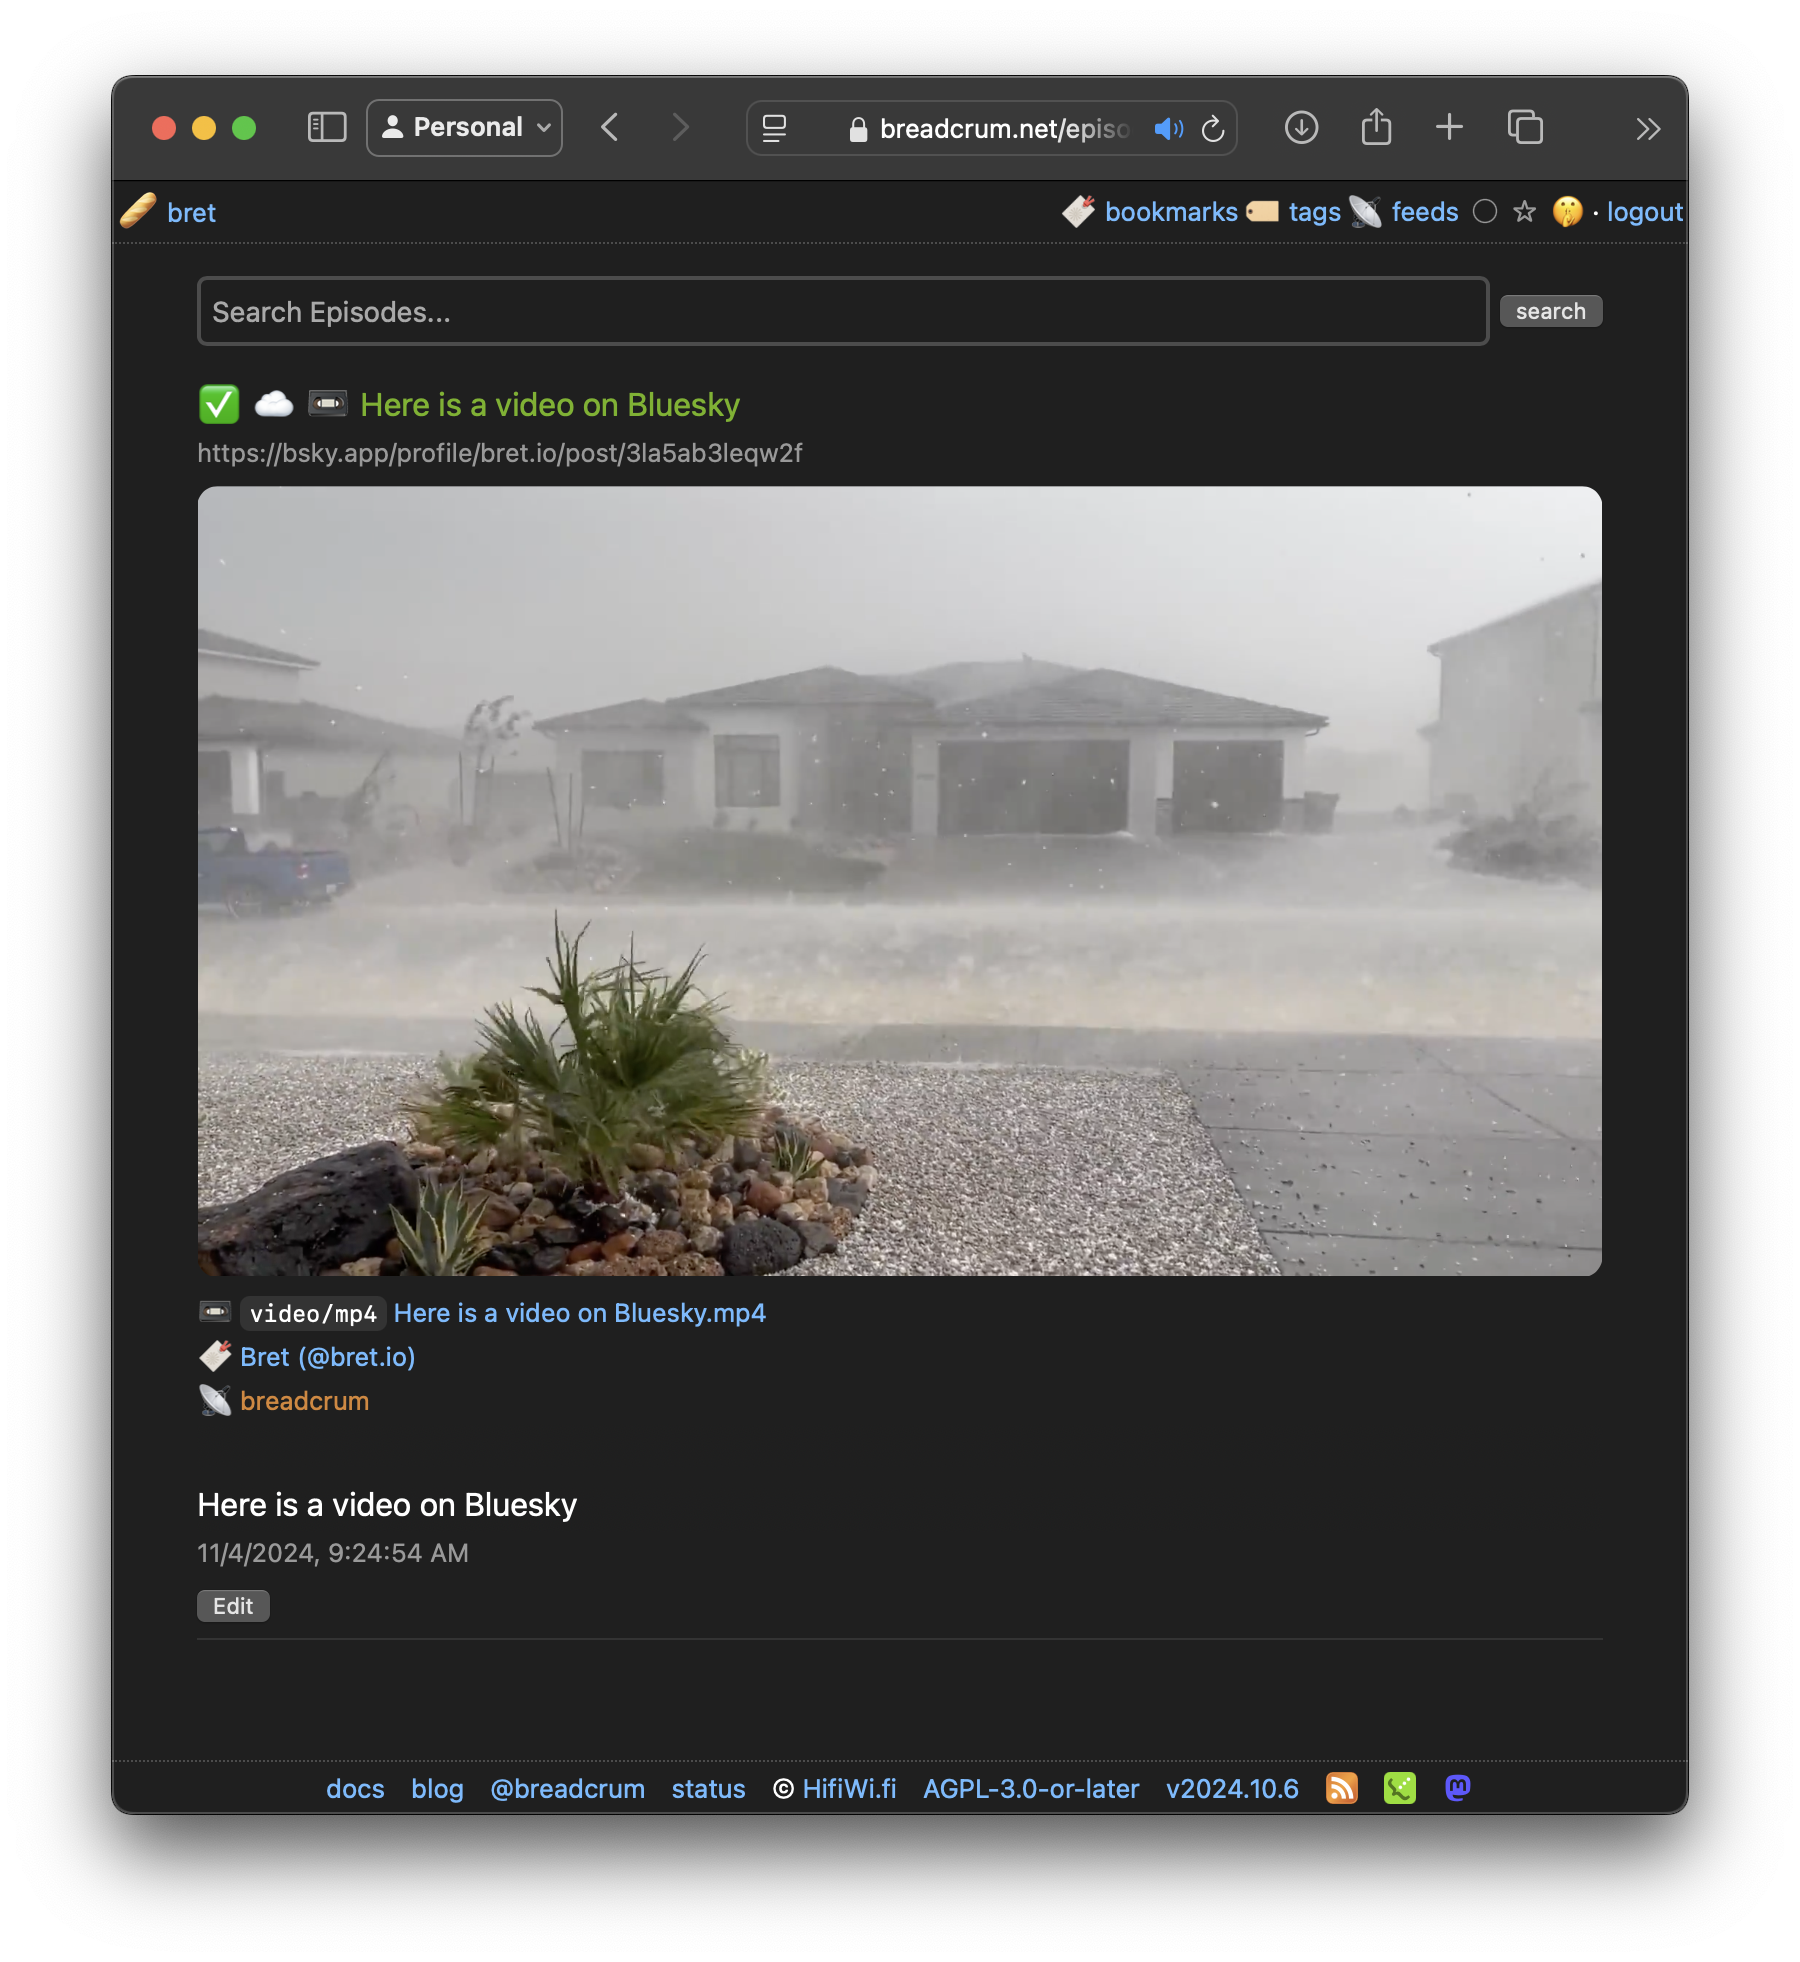 Personal
breadcrum.net/episo
bret
bookmarks tags feeds · logout
Search Episodes... search
Here is a video on Bluesky
https://bsky.app/profile/bret.io/post/3la5ab3leqw2f
video/mp4 Here is a video on Bluesky.mp4
Bret (@bret.io)
breadcrum
Here is a video on Bluesky
11/4/2024, 9:24:54 AM
Edit
docs blog @breadcrum status © HifiWi.fi AGPL-3.0-or-later v2024.10.6